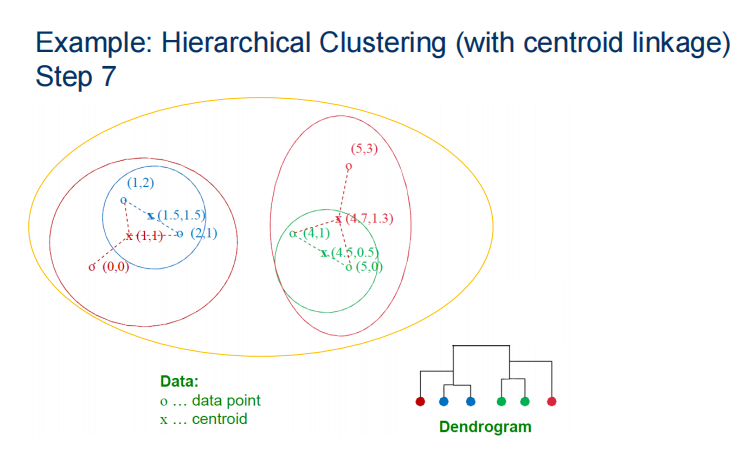 Example: Hierarchical Clustering (with centroid linkage)
Step 7
(5,3)
(1,2)
x (1.5,1.5)
x (4.7,1.3)
x (1,1)
o (2,1)
o (4,1)
x (4.5,0.5)
o (0,0)
o (5,0)
Data:
o … data point
x … centroid
Dendrogram